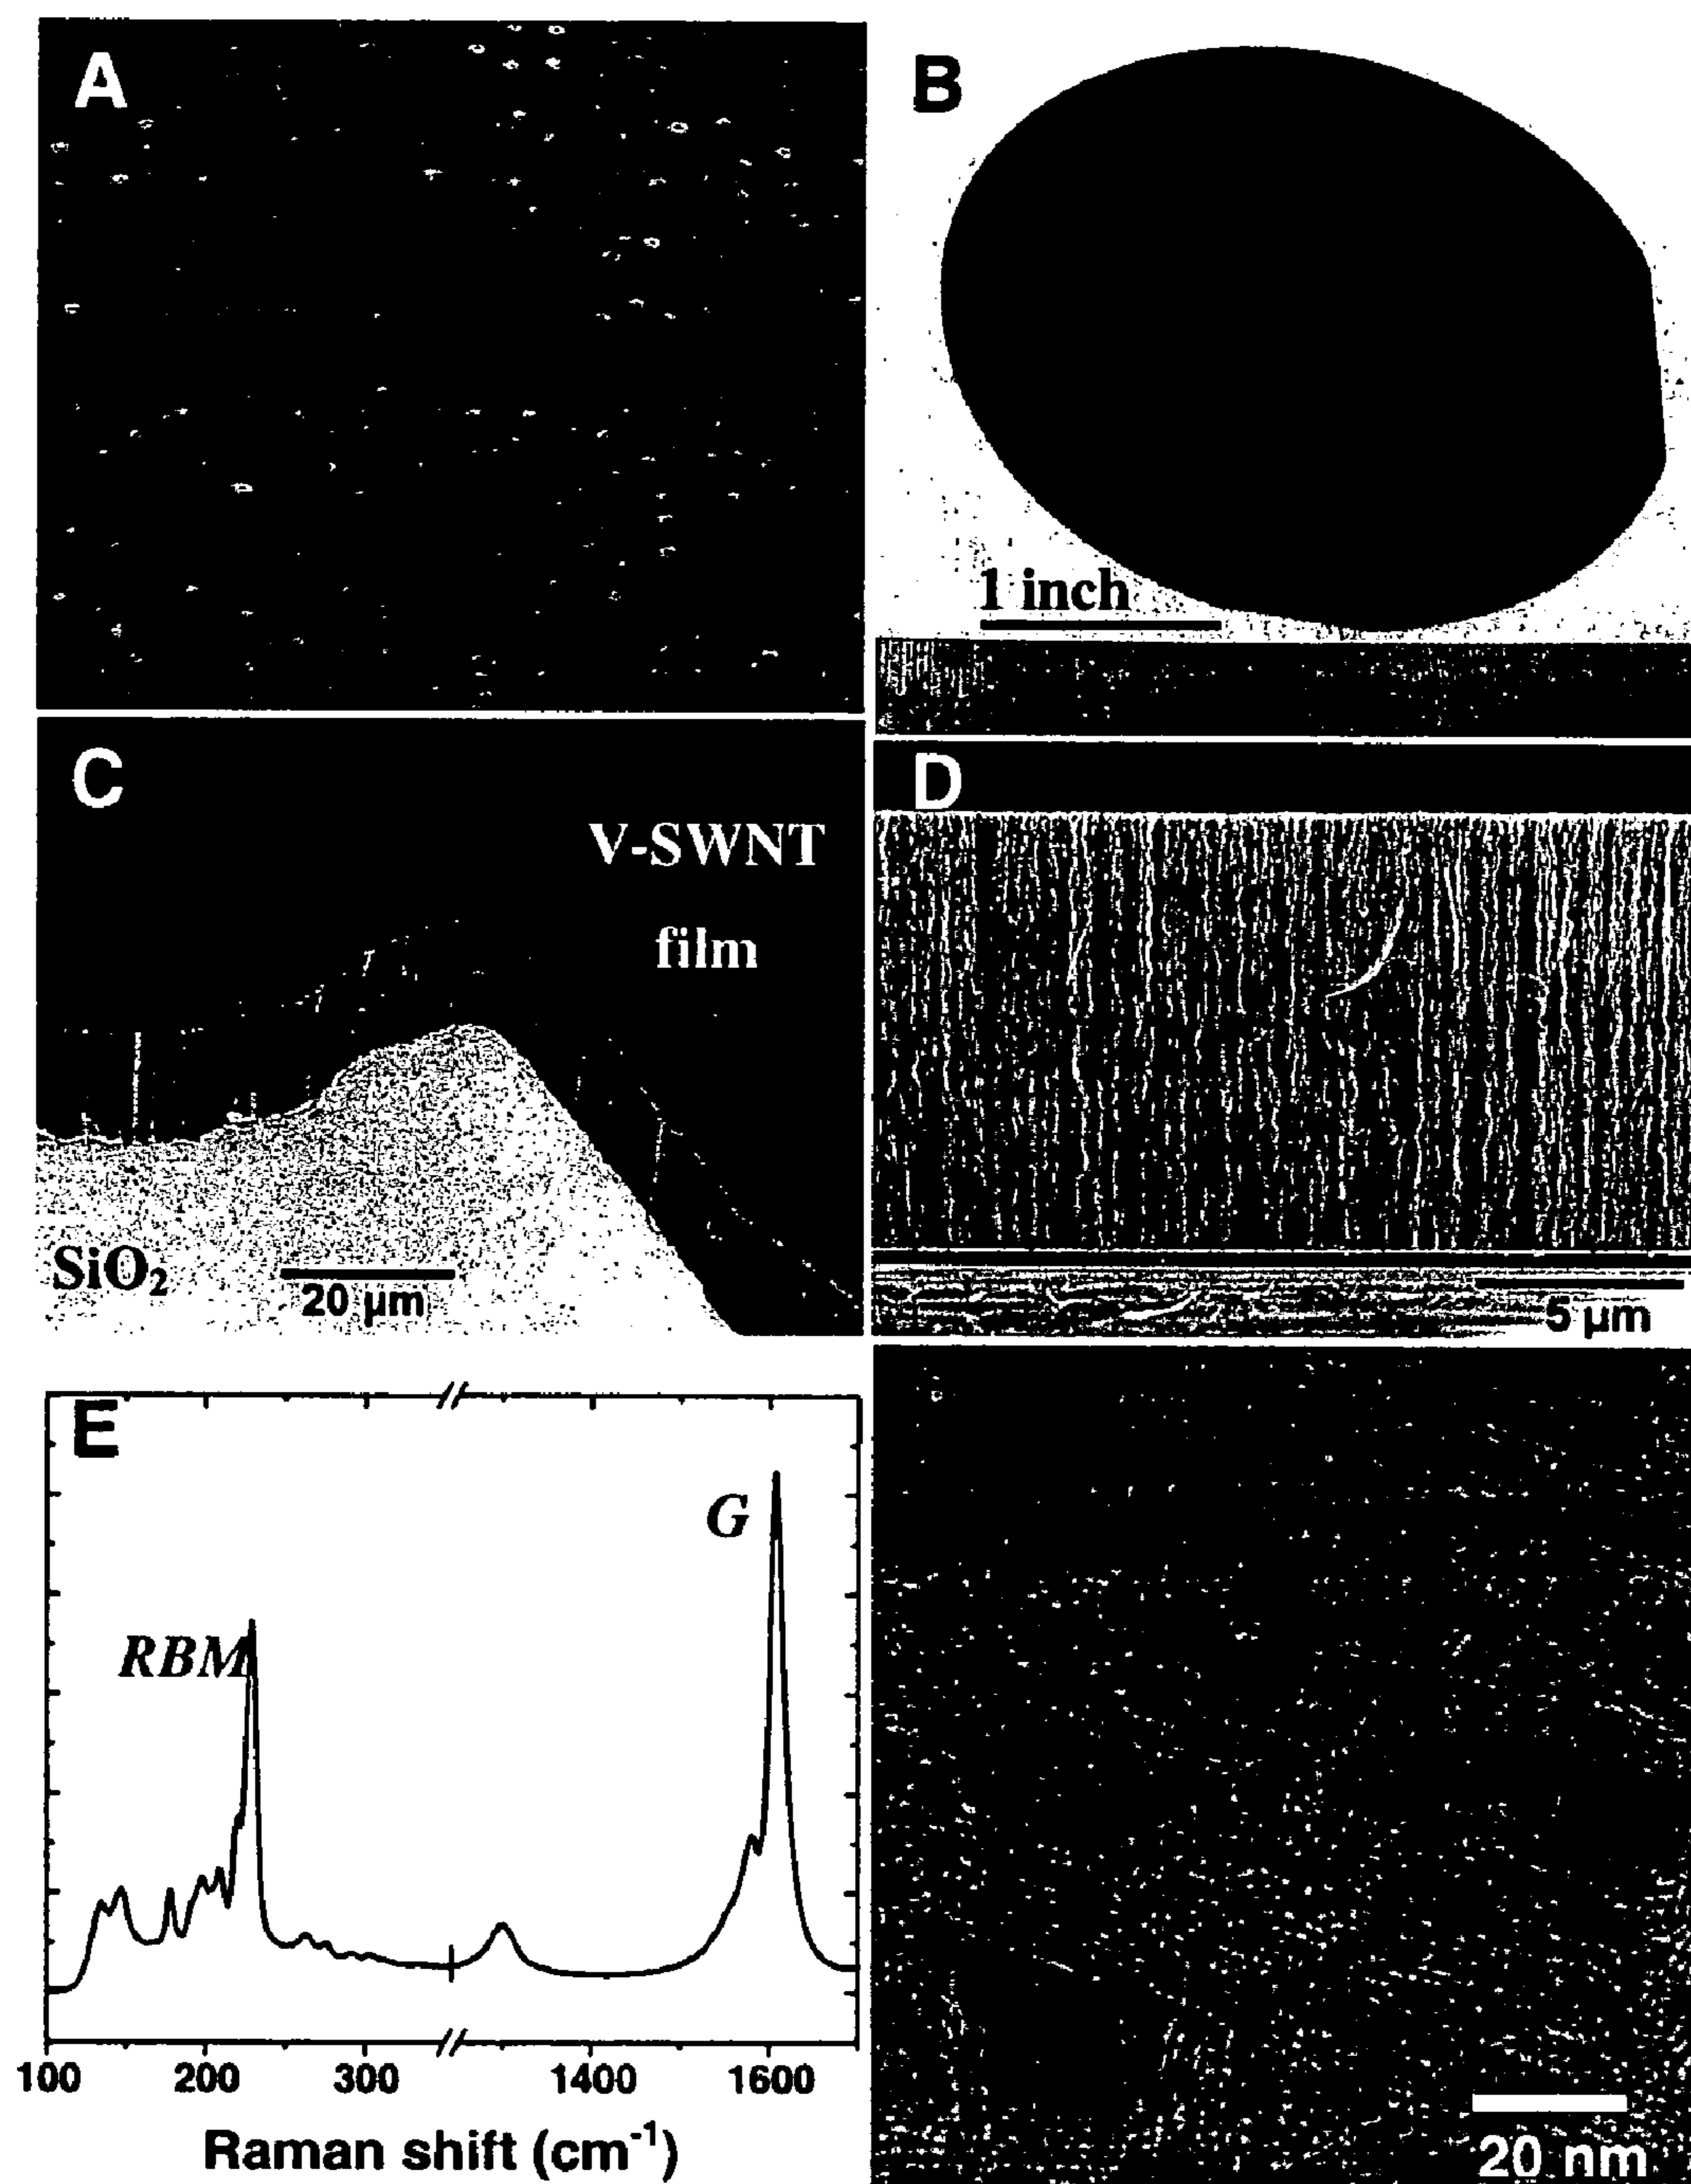 A
B
1 inch
C
V-SWNT
film
SiO₂
20 µm
D
5 µm
E
G
RBM
100 200 300 1400 1600
Raman shift (cm⁻¹)
20 nm